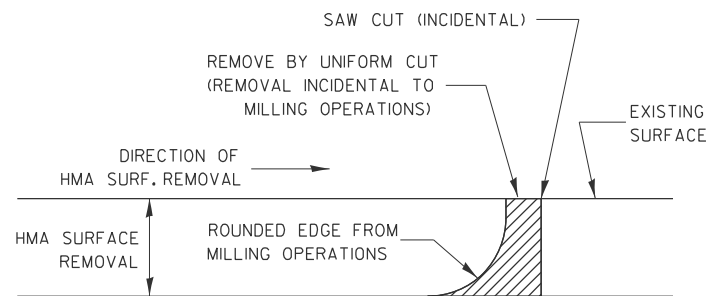 SAW CUT (INCIDENTAL)
REMOVE BY UNIFORM CUT
(REMOVAL INCIDENTAL TO
MILLING OPERATIONS)
EXISTING
SURFACE
DIRECTION OF
HMA SURF. REMOVAL
HMA SURFACE
REMOVAL
ROUNDED EDGE FROM
MILLING OPERATIONS